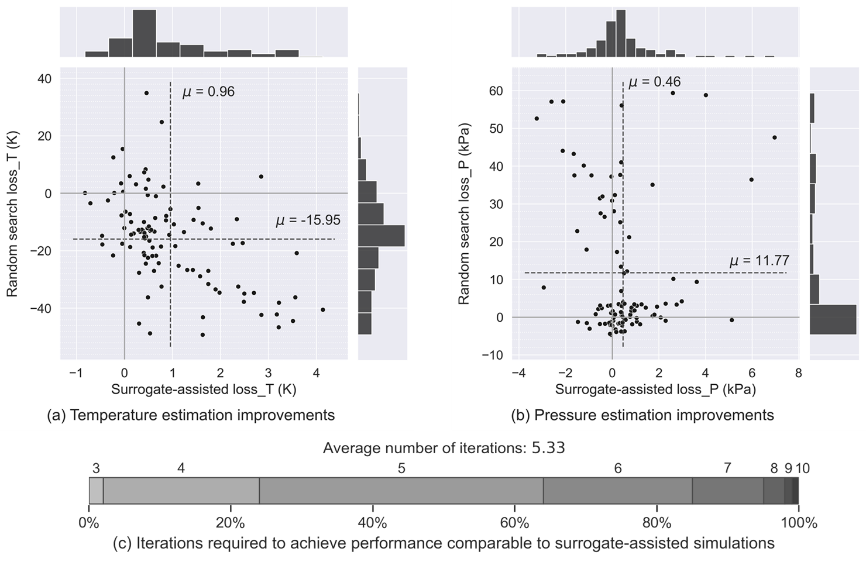 40
20
0
−20
−40
Random search loss_T (K)
μ = 0.96
μ = -15.95
−1 0 1 2 3 4
Surrogate-assisted loss_T (K)
(a) Temperature estimation improvements
60
50
40
30
20
10
0
−10
Random search loss_P (kPa)
μ = 0.46
μ = 11.77
−4 −2 0 2 4 6 8
Surrogate-assisted loss_P (kPa)
(b) Pressure estimation improvements
Average number of iterations: 5.33
3 4 5 6 7 8 9 10
0% 20% 40% 60% 80% 100%
(c) Iterations required to achieve performance comparable to surrogate-assisted simulations